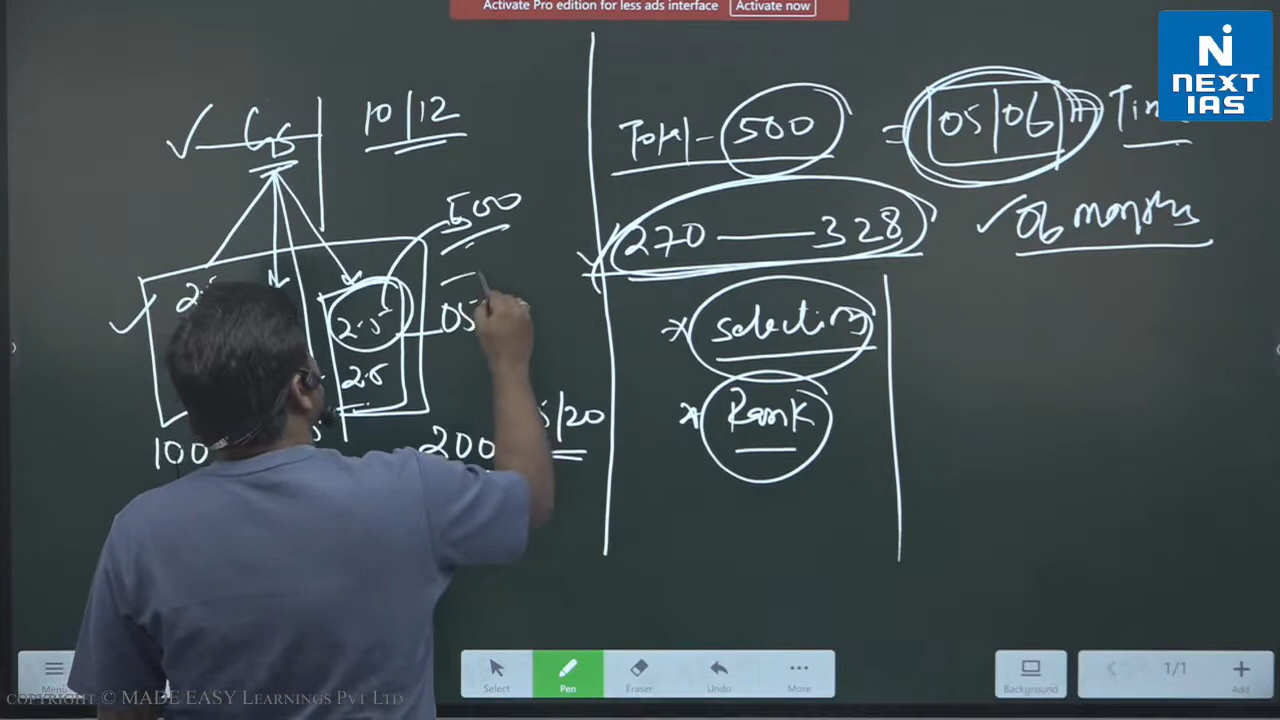 Activate Pro edition for less ads interface Activate now
NEXT IAS
✓ GS
10/12
500
05
2.5
2.5
100
200
/20
Total - 500 = 05/06
✓ 270 — 328
✓ 06 months
* selection
* Rank
Menu
Select
Pen
Eraser
Undo
More
Background
1/1
Add
COPYRIGHT © MADE EASY LEARNINGS PVT LTD